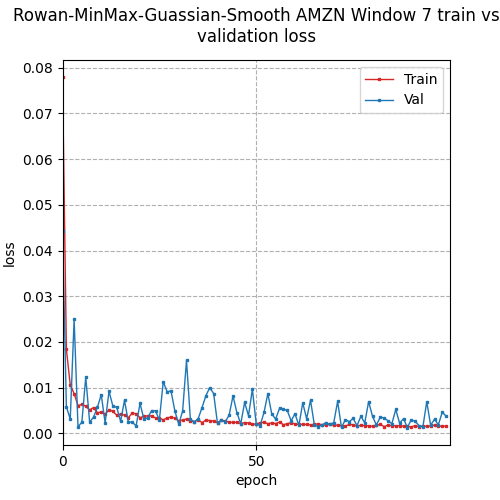 Rowan-MinMax-Guassian-Smooth AMZN Window 7 train vs
validation loss
0.08
0.07
0.06
0.05
0.04
0.03
0.02
0.01
0.00
loss
Train
Val
0
50
epoch